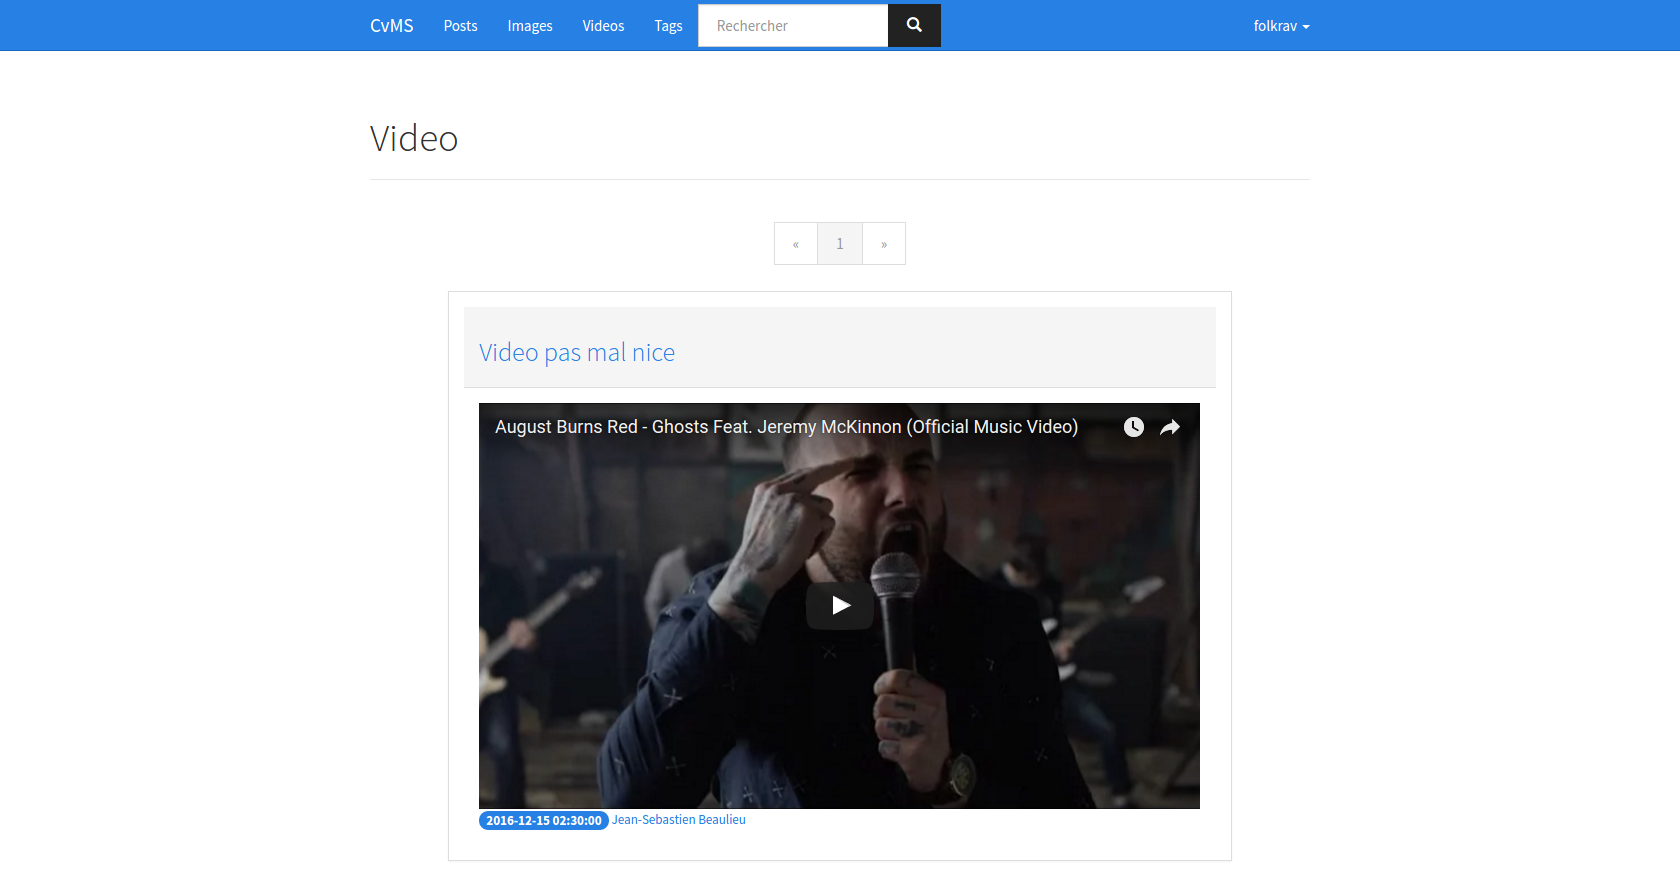 CvMS Posts Images Videos Tags Rechercher folkrav
Video
« 1 »
Video pas mal nice
August Burns Red - Ghosts Feat. Jeremy McKinnon (Official Music Video)
2016-12-15 02:30:00 Jean-Sebastien Beaulieu